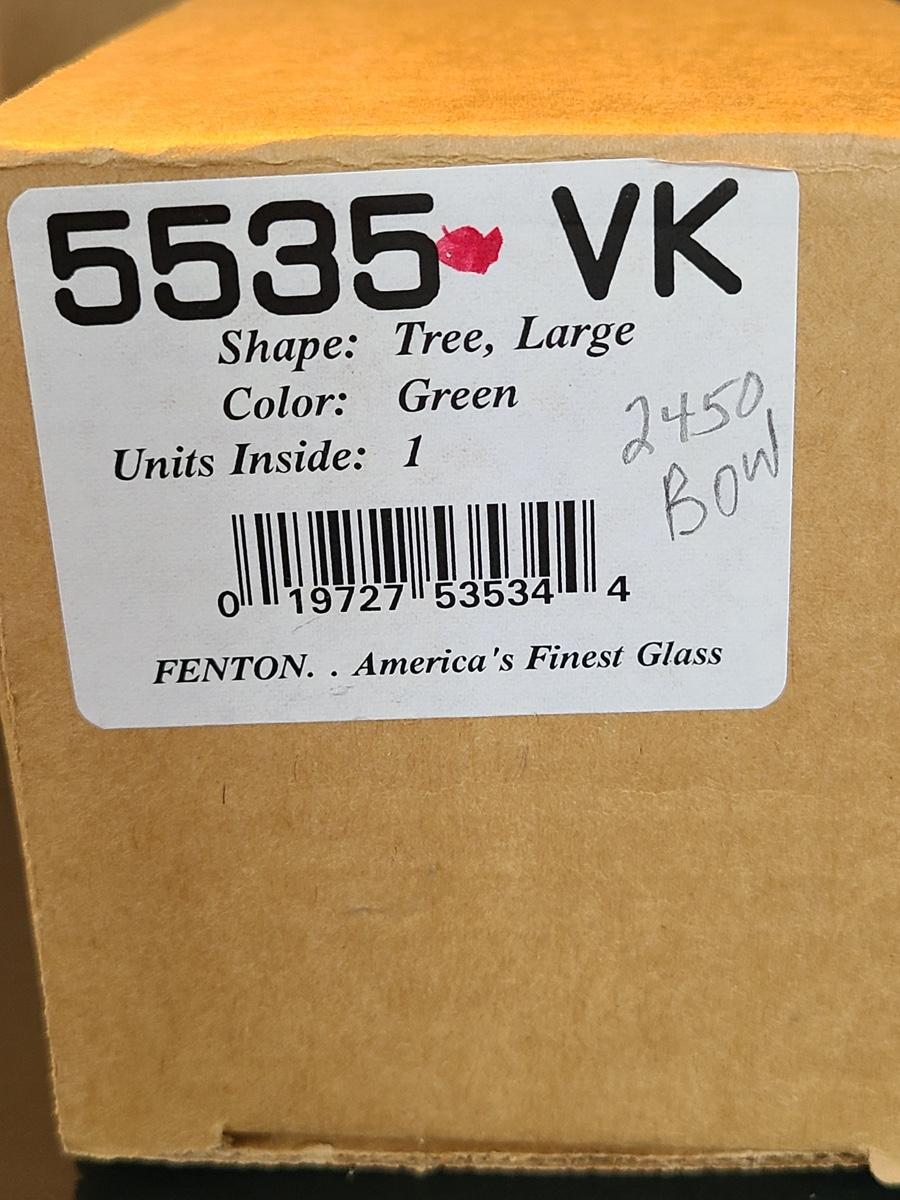 5535 VK
Shape: Tree, Large
Color: Green
Units Inside: 1
2450
BOW
0 19727 53534 4
FENTON. . America's Finest Glass